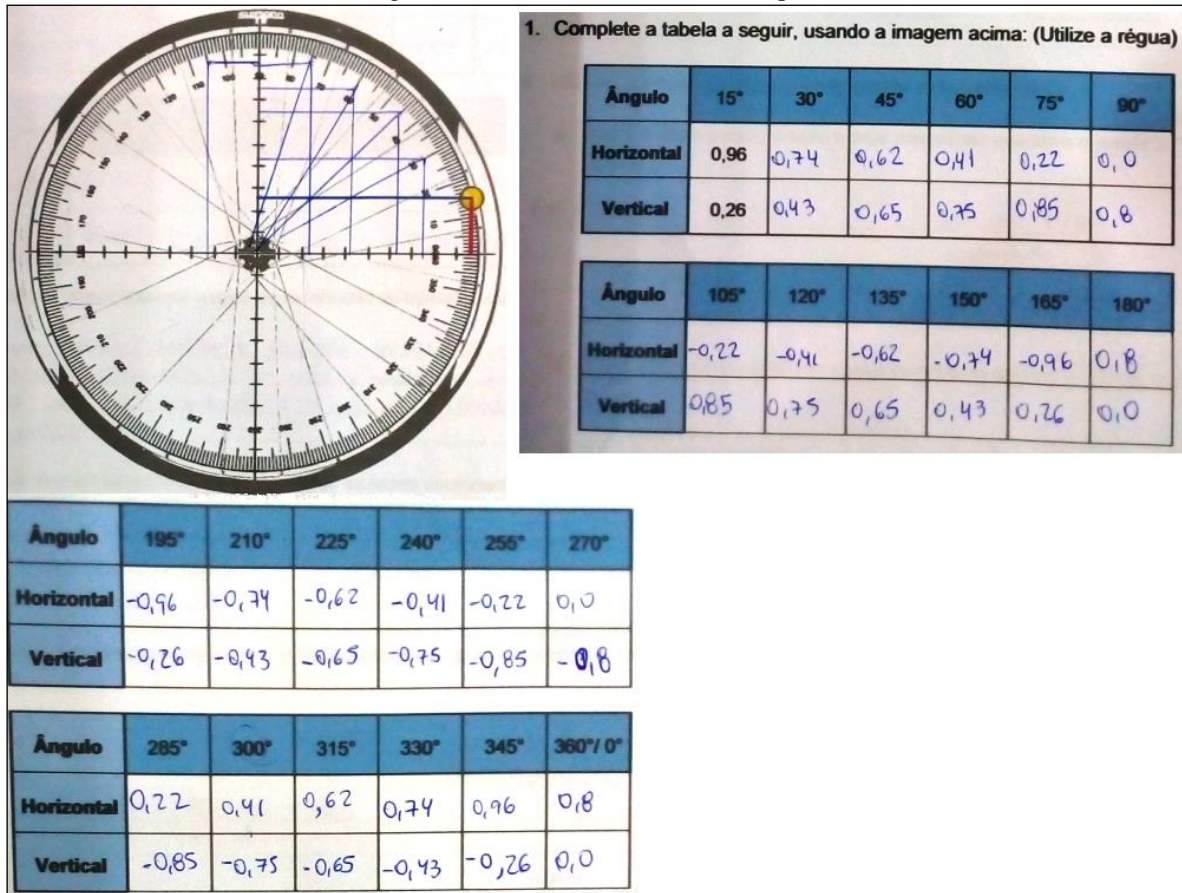 1. Complete a tabela a seguir, usando a imagem acima: (Utilize a régua)
Ângulo 15° 30° 45° 60° 75° 90°
Horizontal 0,96 0,74 0,62 0,41 0,22 0,0
Vertical 0,26 0,43 0,65 0,75 0,85 0,8
Ângulo 105° 120° 135° 150° 165° 180°
Horizontal -0,22 -0,41 -0,62 -0,74 -0,96 0,8
Vertical 0,85 0,75 0,65 0,43 0,26 0,0
Ângulo 195° 210° 225° 240° 255° 270°
Horizontal -0,96 -0,74 -0,62 -0,41 -0,22 0,0
Vertical -0,26 -0,43 -0,65 -0,75 -0,85 -0,8
Ângulo 285° 300° 315° 330° 345° 360°/0°
Horizontal 0,22 0,41 0,62 0,74 0,96 0,8
Vertical -0,85 -0,75 -0,65 -0,43 -0,26 0,0